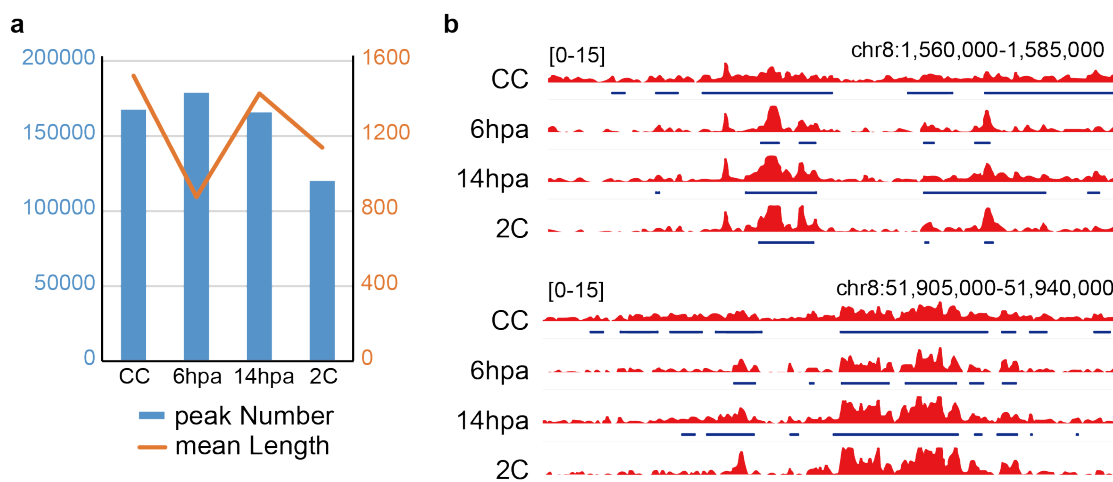 a
200000
150000
100000
50000
0
1600
1200
800
400
0
CC 6hpa 14hpa 2C
peak Number
mean Length
b
[0-15] chr8:1,560,000-1,585,000
CC
6hpa
14hpa
2C
[0-15] chr8:51,905,000-51,940,000
CC
6hpa
14hpa
2C